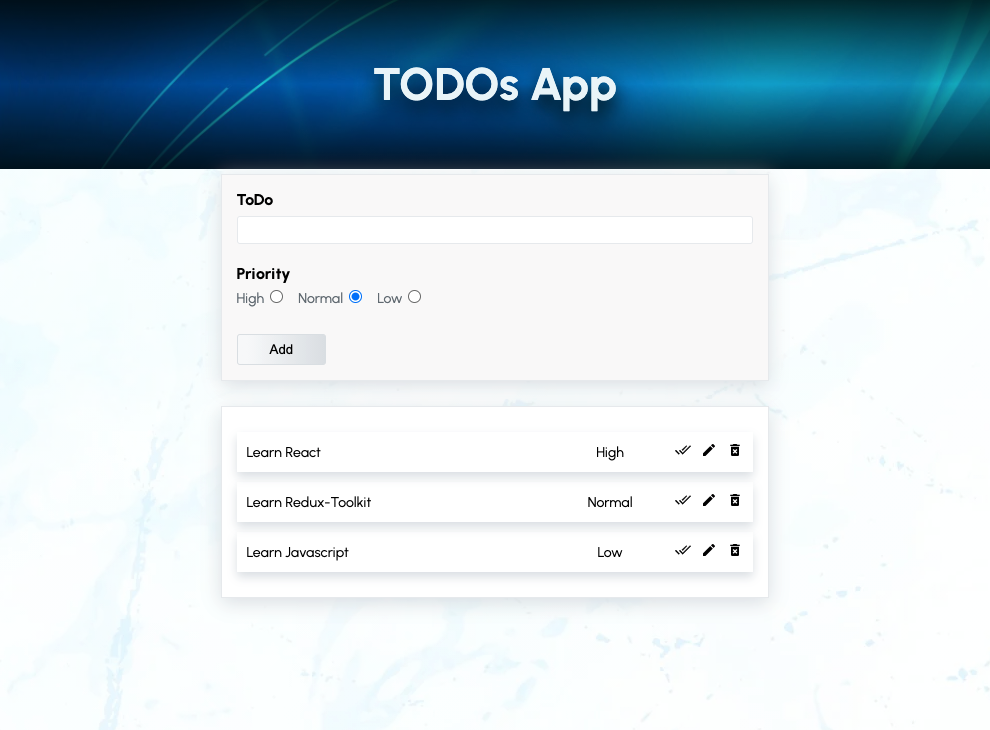 TODOs App
ToDo
Priority
High Normal Low
Add
Learn React High
Learn Redux-Toolkit Normal
Learn Javascript Low